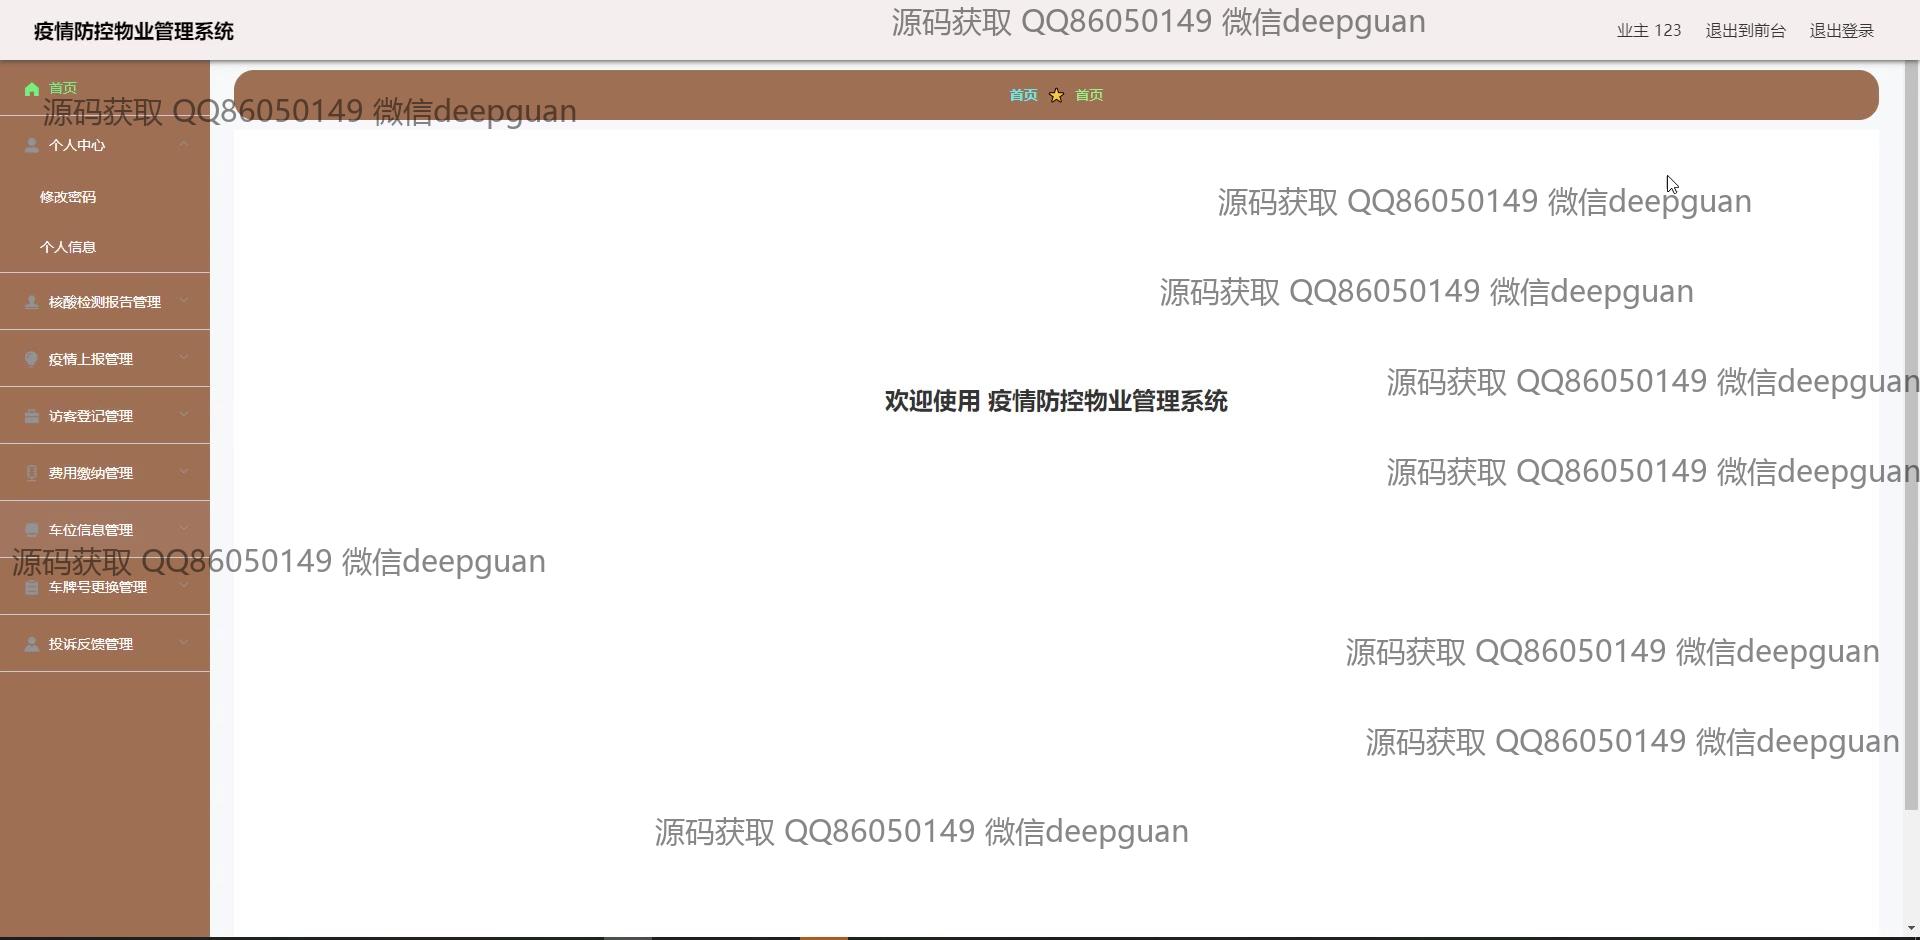 疫情防控物业管理系统
源码获取 QQ86050149 微信deepguan
业主 123 退出到前台 退出登录
首页
首页 首页
源码获取 QQ86050149 微信deepguan
个人中心
修改密码
源码获取 QQ86050149 微信deepguan
个人信息
源码获取 QQ86050149 微信deepguan
核酸检测报告管理
疫情上报管理
源码获取 QQ86050149 微信deepguan
欢迎使用 疫情防控物业管理系统
访客登记管理
费用缴纳管理
源码获取 QQ86050149 微信deepguan
车位信息管理
源码获取 QQ86050149 微信deepguan
车牌号更换管理
投诉反馈管理
源码获取 QQ86050149 微信deepguan
源码获取 QQ86050149 微信deepguan
源码获取 QQ86050149 微信deepguan